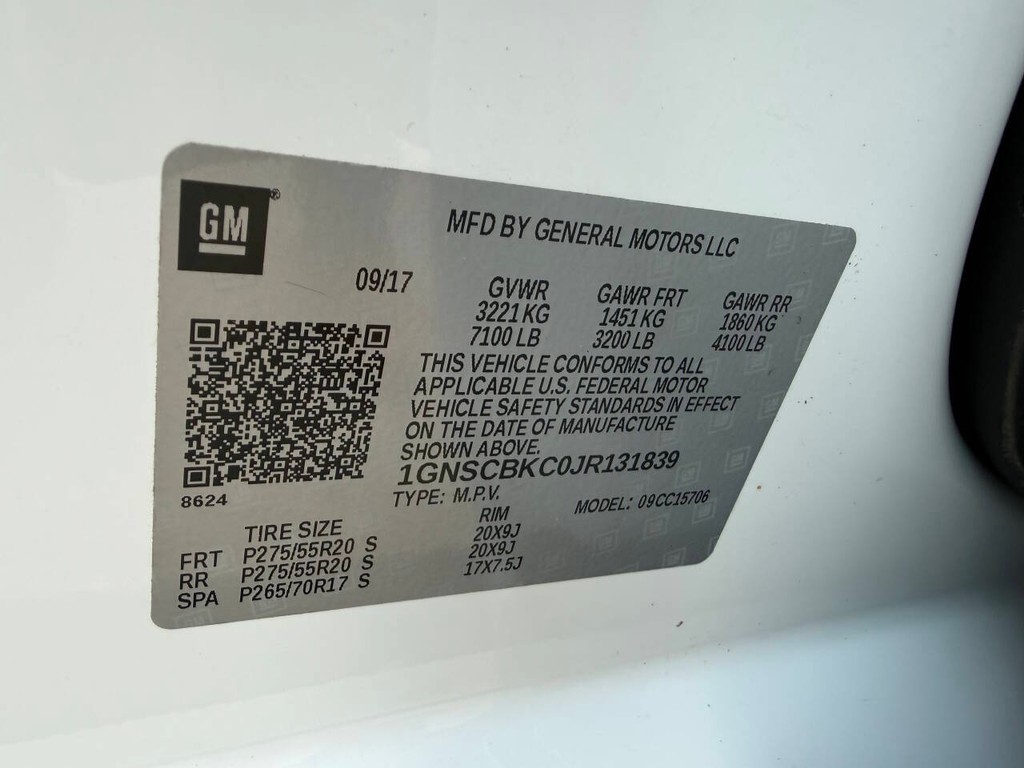 GM®
MFD BY GENERAL MOTORS LLC
09/17
GVWR GAWR FRT GAWR RR
3221 KG 1451 KG 1860 KG
7100 LB 3200 LB 4100 LB
THIS VEHICLE CONFORMS TO ALL
APPLICABLE U.S. FEDERAL MOTOR
VEHICLE SAFETY STANDARDS IN EFFECT
ON THE DATE OF MANUFACTURE
SHOWN ABOVE.
1GNSCBKC0JR131839
8624
TYPE: M.P.V. MODEL: 09CC15706
TIRE SIZE RIM
FRT P275/55R20 S 20X9J
RR P275/55R20 S 20X9J
SPA P265/70R17 S 17X7.5J